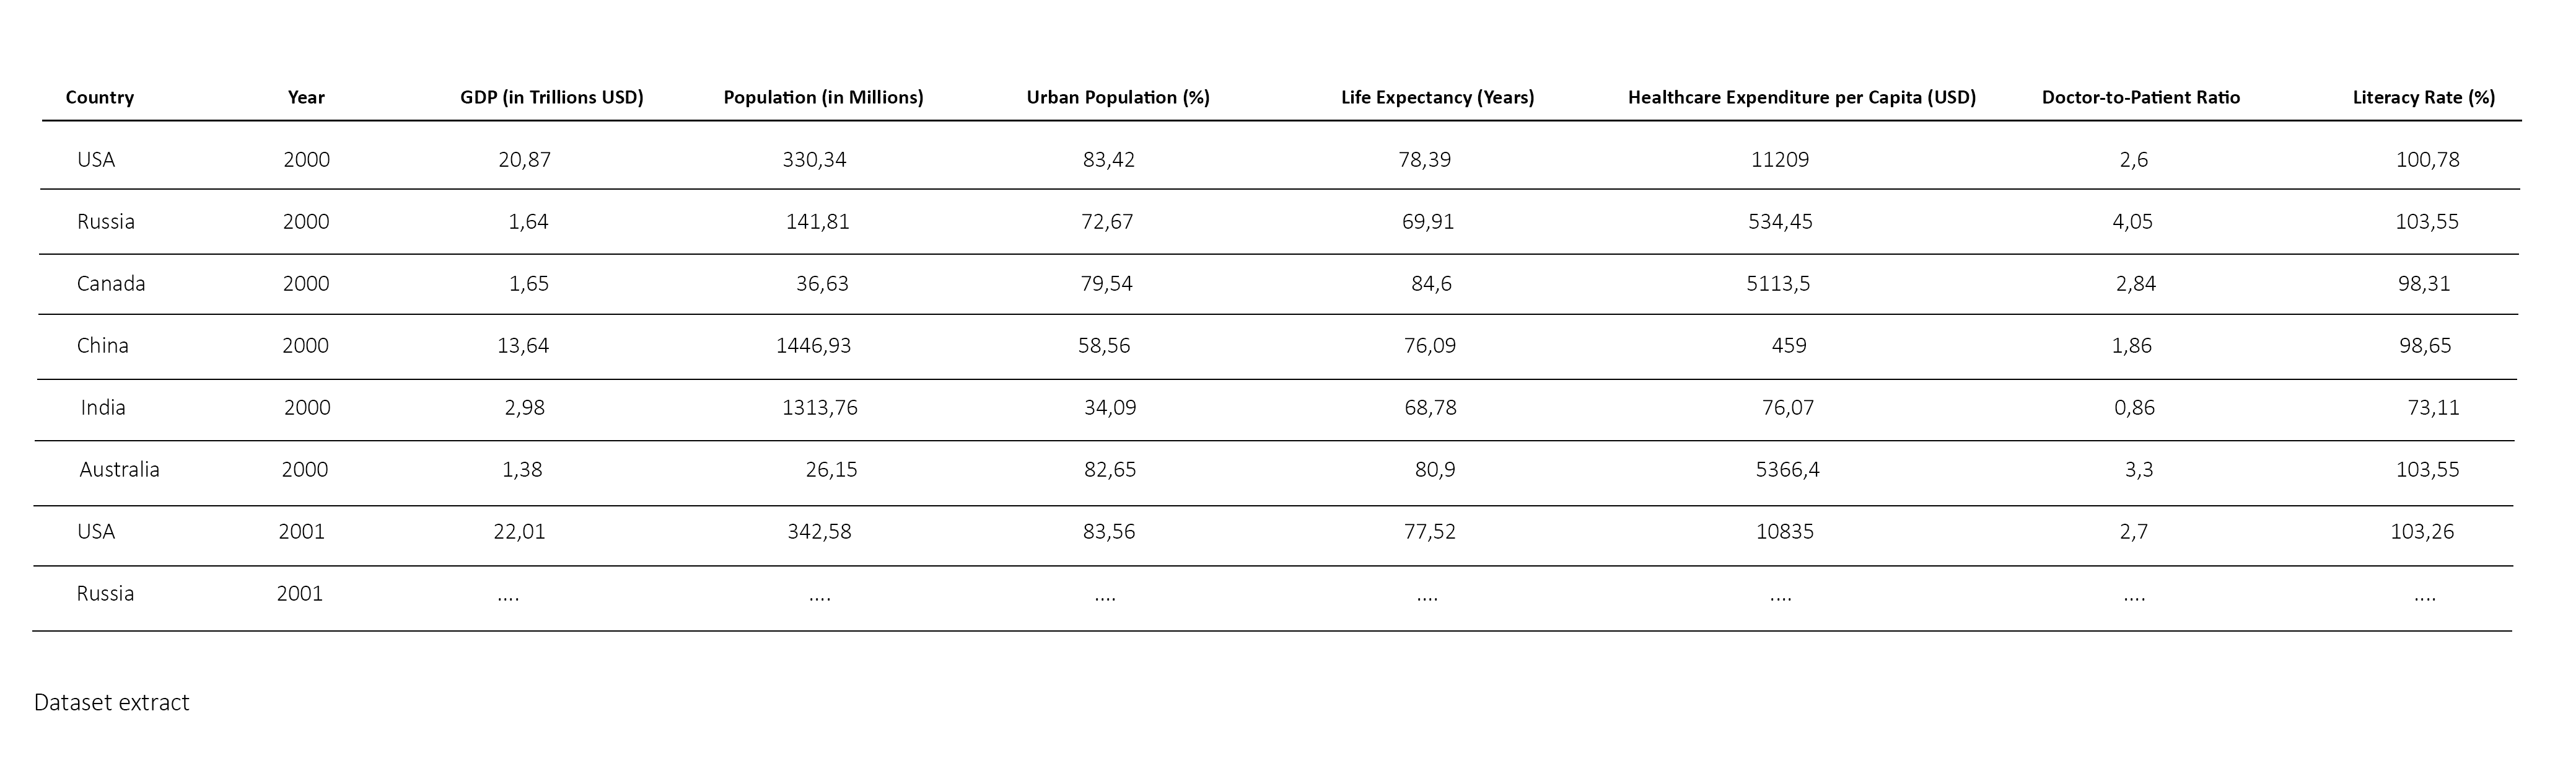 Country Year GDP (in Trillions USD) Population (in Millions) Urban Population (%) Life Expectancy (Years) Healthcare Expenditure per Capita (USD) Doctor-to-Patient Ratio Literacy Rate (%)
USA 2000 20,87 330,34 83,42 78,39 11209 2,6 100,78
Russia 2000 1,64 141,81 72,67 69,91 534,45 4,05 103,55
Canada 2000 1,65 36,63 79,54 84,6 5113,5 2,84 98,31
China 2000 13,64 1446,93 58,56 76,09 459 1,86 98,65
India 2000 2,98 1313,76 34,09 68,78 76,07 0,86 73,11
Australia 2000 1,38 26,15 82,65 80,9 5366,4 3,3 103,55
USA 2001 22,01 342,58 83,56 77,52 10835 2,7 103,26
Russia 2001 .... .... .... .... .... .... ....
Dataset extract